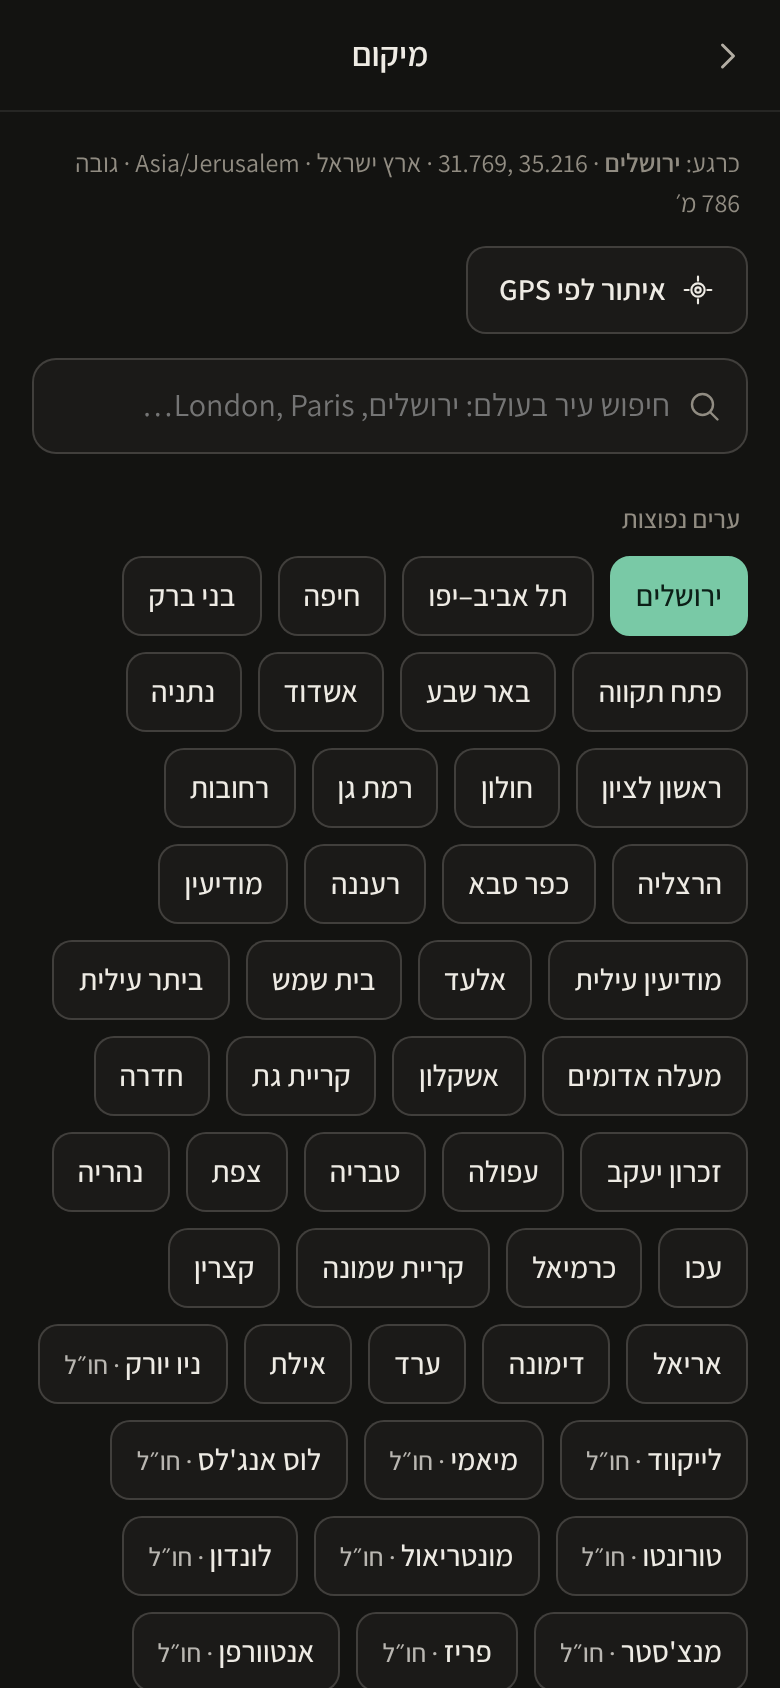 מיקום
כרגע: ירושלים · 31.769, 35.216 · ארץ ישראל · Asia/Jerusalem · גובה
786 מ׳
איתור לפי GPS
חיפוש עיר בעולם: ירושלים, London, Paris…
ערים נפוצות
ירושלים תל אביב–יפו חיפה בני ברק
פתח תקווה באר שבע אשדוד נתניה
ראשון לציון חולון רמת גן רחובות
הרצליה כפר סבא רעננה מודיעין
מודיעין עילית אלעד בית שמש ביתר עילית
מעלה אדומים אשקלון קריית גת חדרה
זכרון יעקב עפולה טבריה צפת נהריה
עכו כרמיאל קריית שמונה קצרין
אריאל דימונה ערד אילת ניו יורק · חו״ל
לייקווד · חו״ל מיאמי · חו״ל לוס אנג'לס · חו״ל
טורונטו · חו״ל מונטריאול · חו״ל לונדון · חו״ל
מנצ'סטר · חו״ל פריז · חו״ל אנטוורפן · חו״ל